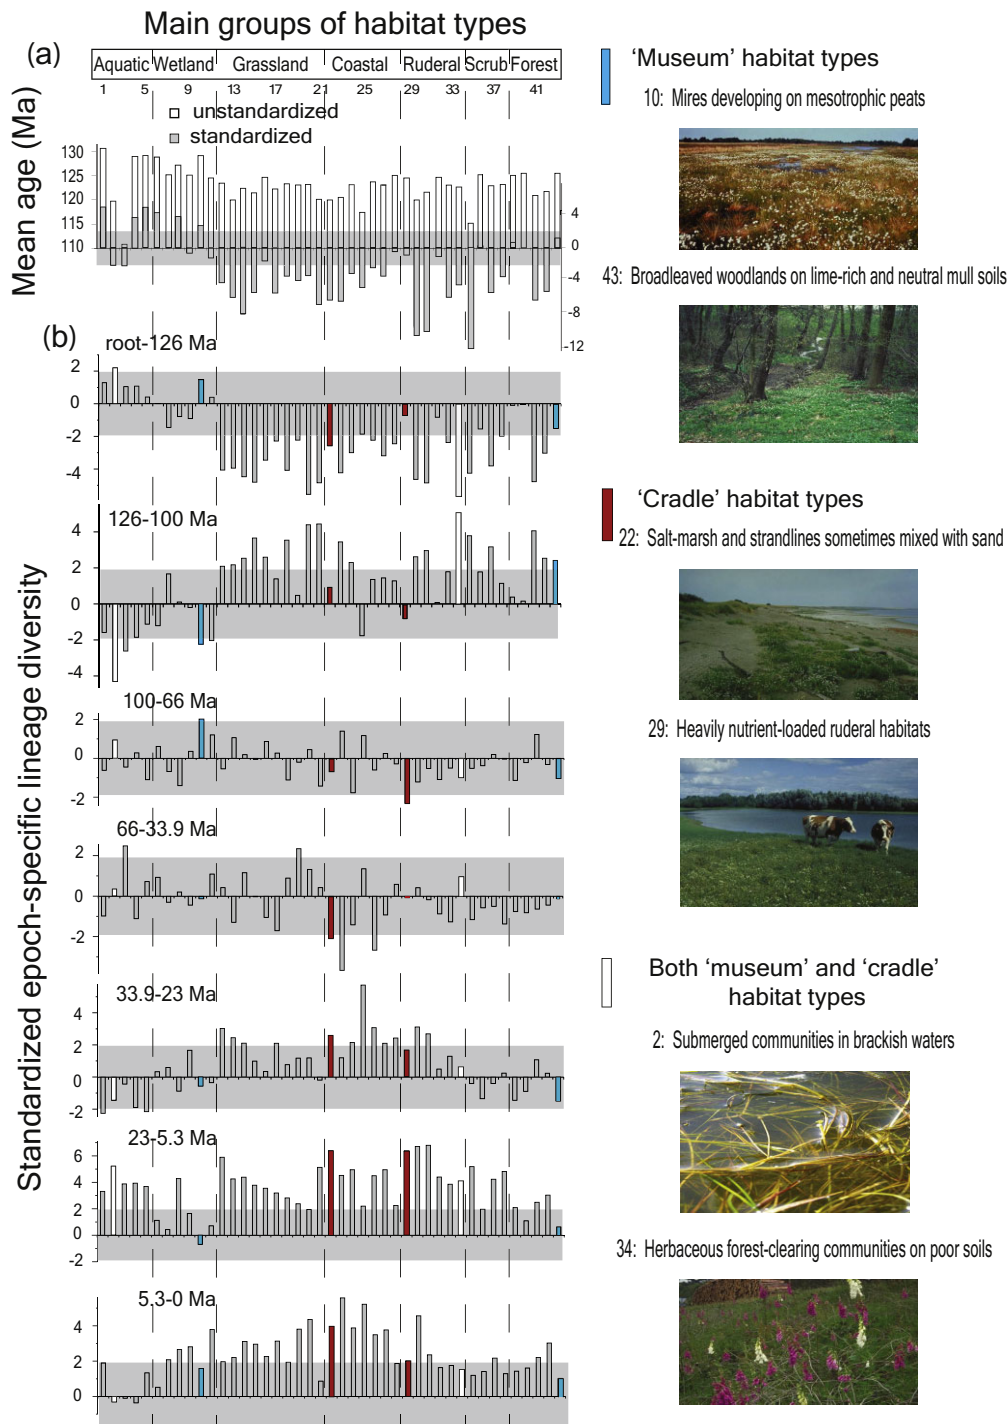 Main groups of habitat types
(a)
Aquatic Wetland Grassland Coastal Ruderal Scrub Forest
1 5 9 13 17 21 25 29 33 37 41
unstandardized
standardized
Mean age (Ma)
130
125
120
115
110
4
0
-4
-8
-12
(b)
Standardized epoch-specific lineage diversity
root-126 Ma
2
0
-2
-4
126-100 Ma
4
2
0
-2
-4
100-66 Ma
2
0
-2
66-33.9 Ma
2
0
-2
33.9-23 Ma
4
2
0
-2
23-5.3 Ma
6
4
2
0
-2
5.3-0 Ma
4
2
0
'Museum' habitat types
10: Mires developing on mesotrophic peats
43: Broadleaved woodlands on lime-rich and neutral mull soils
'Cradle' habitat types
22: Salt-marsh and strandlines sometimes mixed with sand
29: Heavily nutrient-loaded ruderal habitats
Both 'museum' and 'cradle'
habitat types
2: Submerged communities in brackish waters
34: Herbaceous forest-clearing communities on poor soils